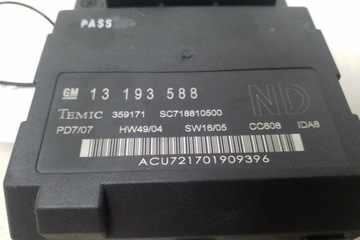 PASS
GM 13 193 588
TEMIC 359171 SC718810500
ND
PD7/07 HW49/04 SW16/05 CC608 IDA8
ACU721701909396